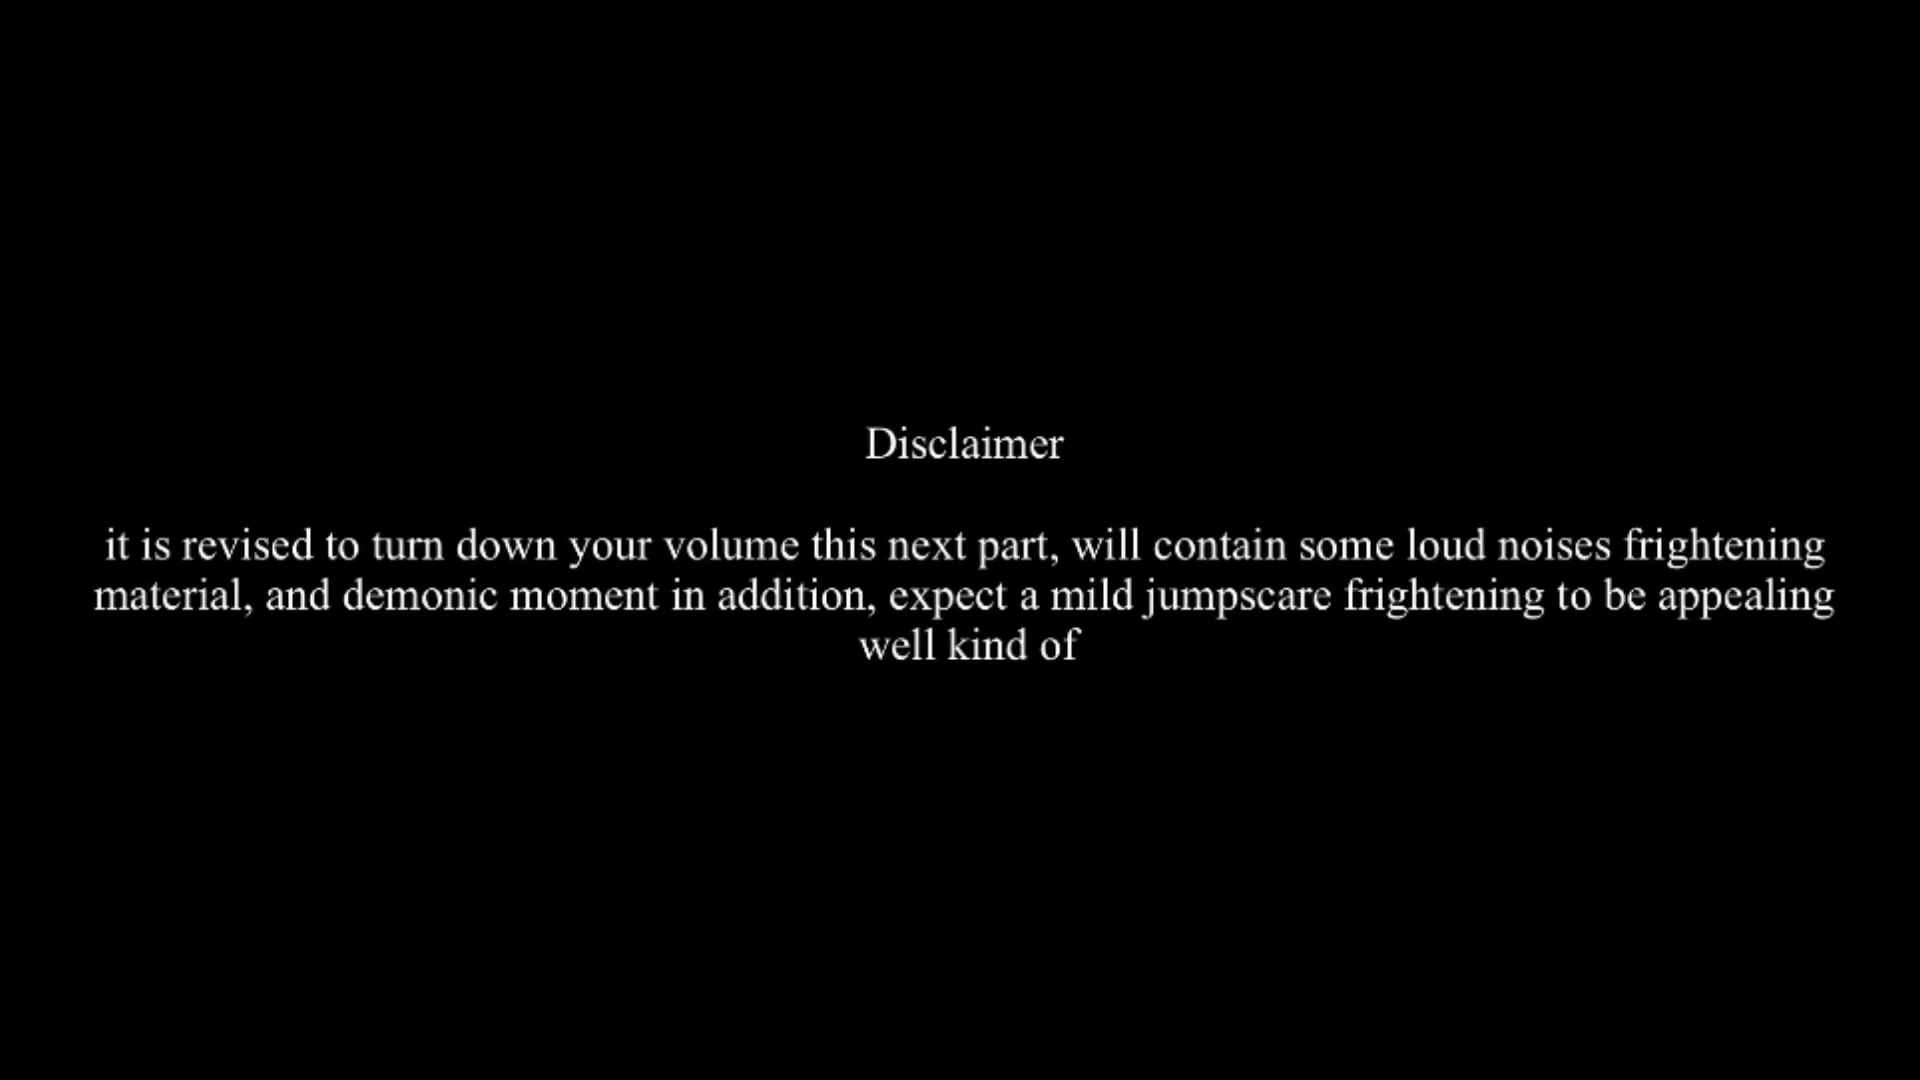 Disclaimer
it is revised to turn down your volume this next part, will contain some loud noises frightening
material, and demonic moment in addition, expect a mild jumpscare frightening to be appealing
well kind of